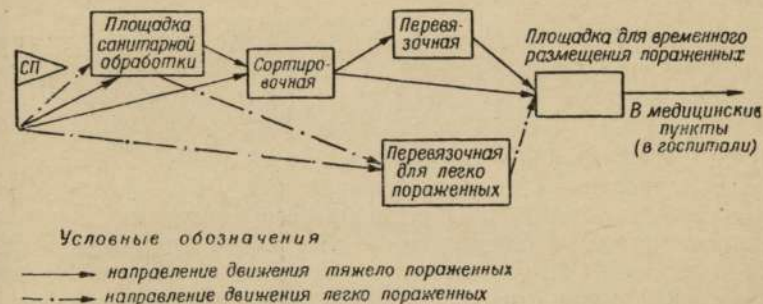 СП
Площадка
санитарной
обработки
Сортиро-
вочная
Перевя-
зочная
Площадка для временного
размещения пораженных
В медицинские
пункты
(в госпитали)
Перевязочная
для легко
пораженных
Условные обозначения
направление движения тяжело пораженных
направление движения легко пораженных